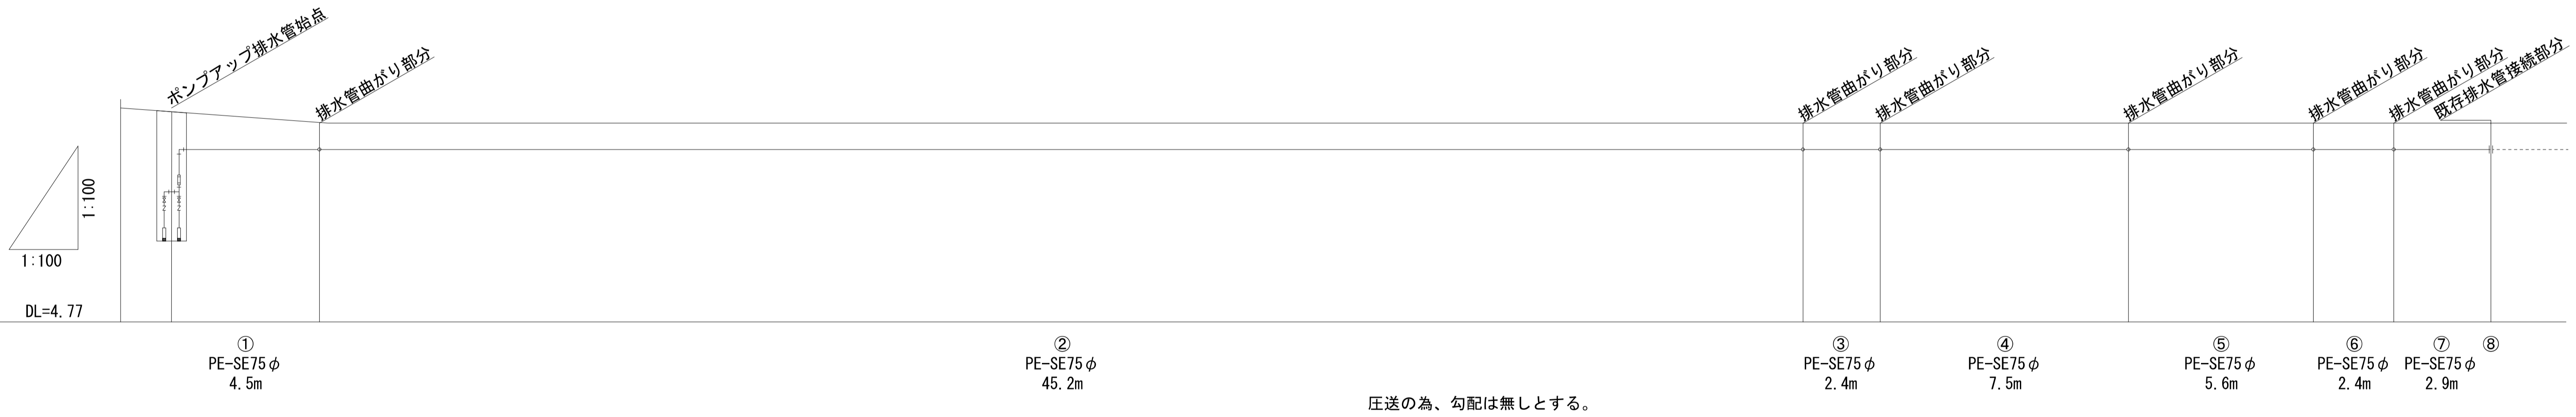 ポンプアップ排水管始点
排水管曲がり部分
排水管曲がり部分
排水管曲がり部分
排水管曲がり部分
排水管曲がり部分
排水管曲がり部分
既存排水管接続部分
1:100
1:100
DL=4.77
①
PE-SE75φ
4.5m
②
PE-SE75φ
45.2m
③
PE-SE75φ
2.4m
④
PE-SE75φ
7.5m
⑤
PE-SE75φ
5.6m
⑥
PE-SE75φ
2.4m
⑦
PE-SE75φ
2.9m
⑧
圧送の為、勾配は無しとする。